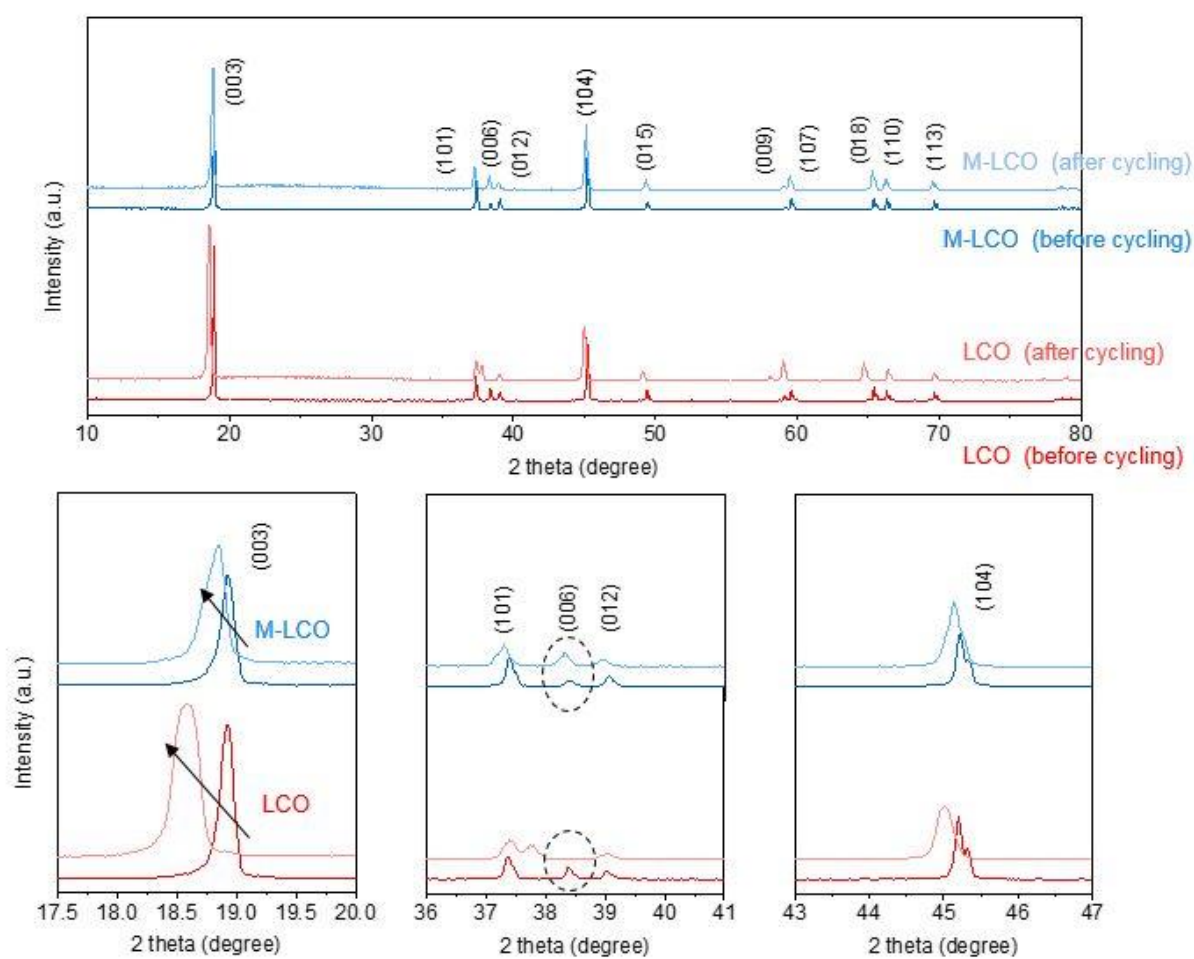 Intensity (a.u.)
(003)
(101)
(006)
(012)
(104)
(015)
(009)
(107)
(018)
(110)
(113)
M-LCO (after cycling)
M-LCO (before cycling)
LCO (after cycling)
LCO (before cycling)
10 20 30 40 50 60 70 80
2 theta (degree)
Intensity (a.u.)
(003)
M-LCO
LCO
17.5 18.0 18.5 19.0 19.5 20.0
2 theta (degree)
(101)
(006)
(012)
36 37 38 39 40 41
2 theta (degree)
(104)
43 44 45 46 47
2 theta (degree)